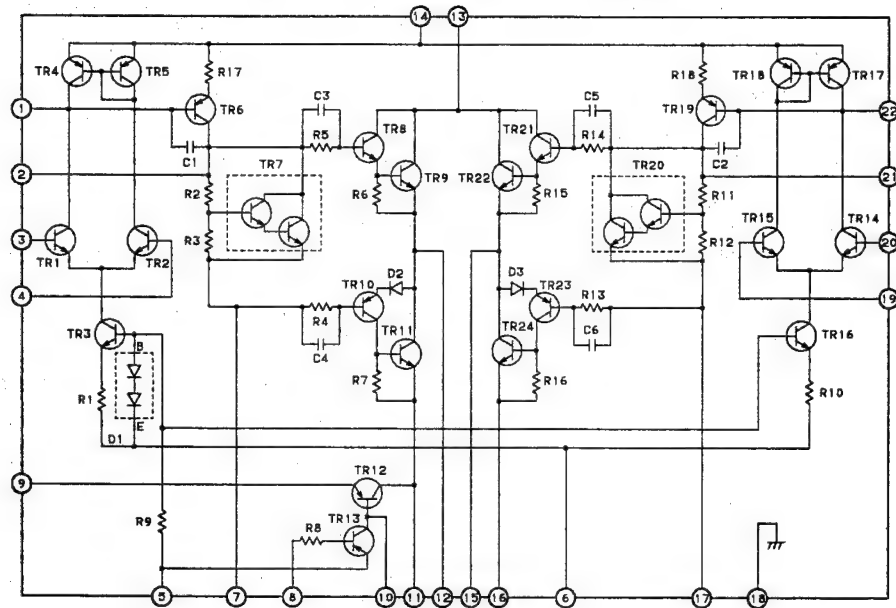 14 13
TR4 TR5 R17 R18 TR18 TR17
1 TR6 C3 C5 TR19 22
TR8 TR21
C1 R5 R14 C2
2 TR7 TR9 TR22 TR20 21
R2 R6 R15 R11
3 R3 R12 TR15 TR14 20
TR1 TR2 D2 D3
4 TR10 TR23 19
R4 R13
TR3 TR11 TR24 TR16
B C4 C6
R1 R7 R16 R10
E
D1
9 TR12
R9 R8 TR13
5 7 8 10 11 12 15 16 6 17 18